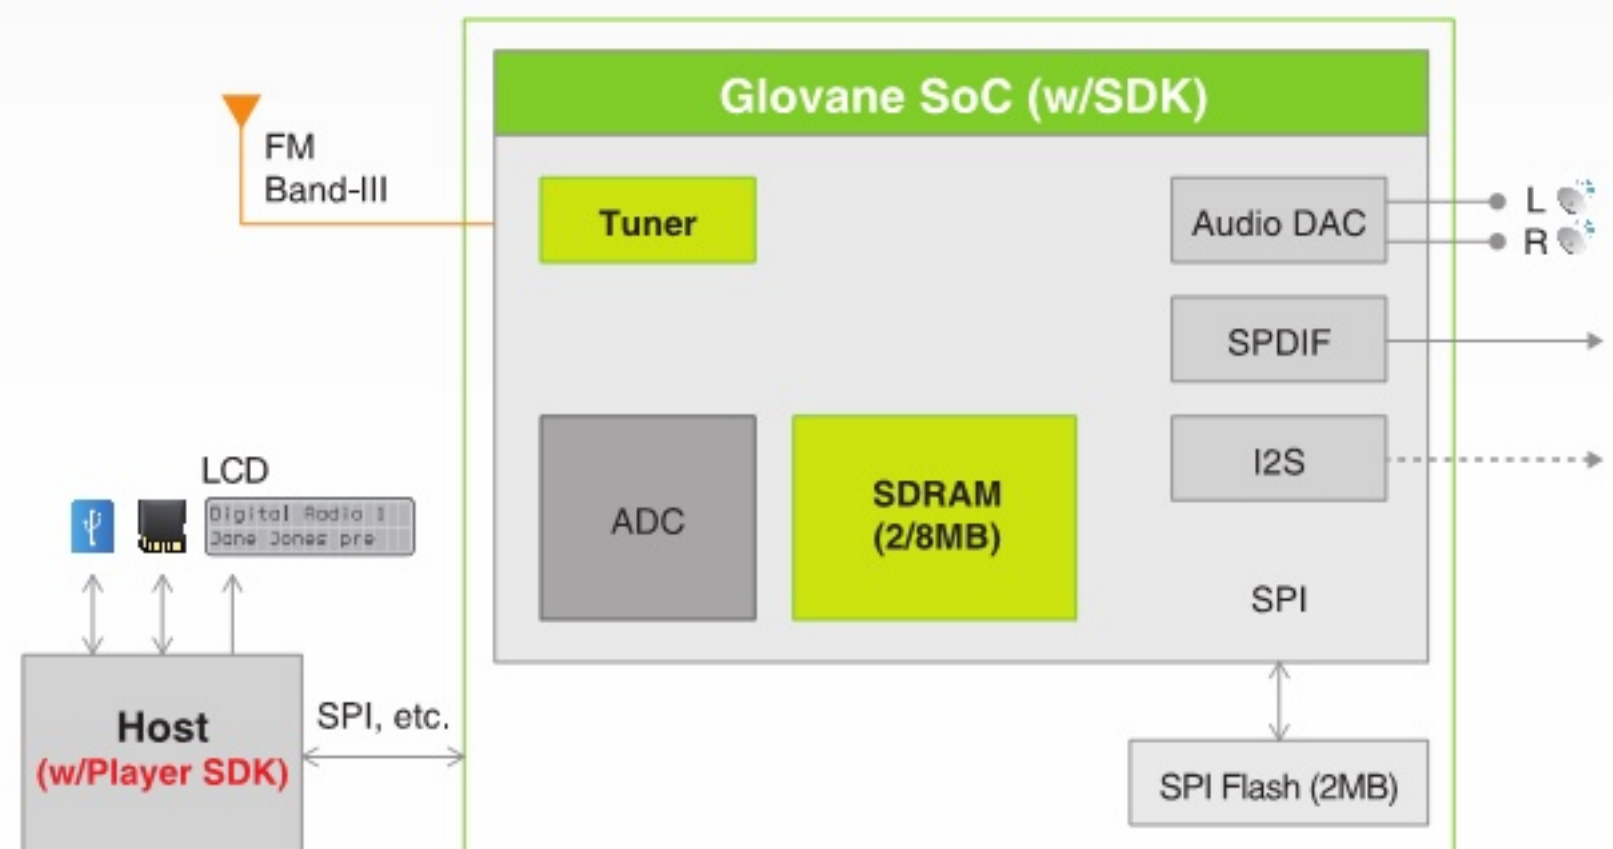 Glovane SoC (w/SDK)
FM
Band-III
Tuner
Audio DAC
L
R
SPDIF
I2S
ADC
SDRAM
(2/8MB)
SPI
LCD
Digital Radio 1
Jane Jones pre
Host
(w/Player SDK)
SPI, etc.
SPI Flash (2MB)